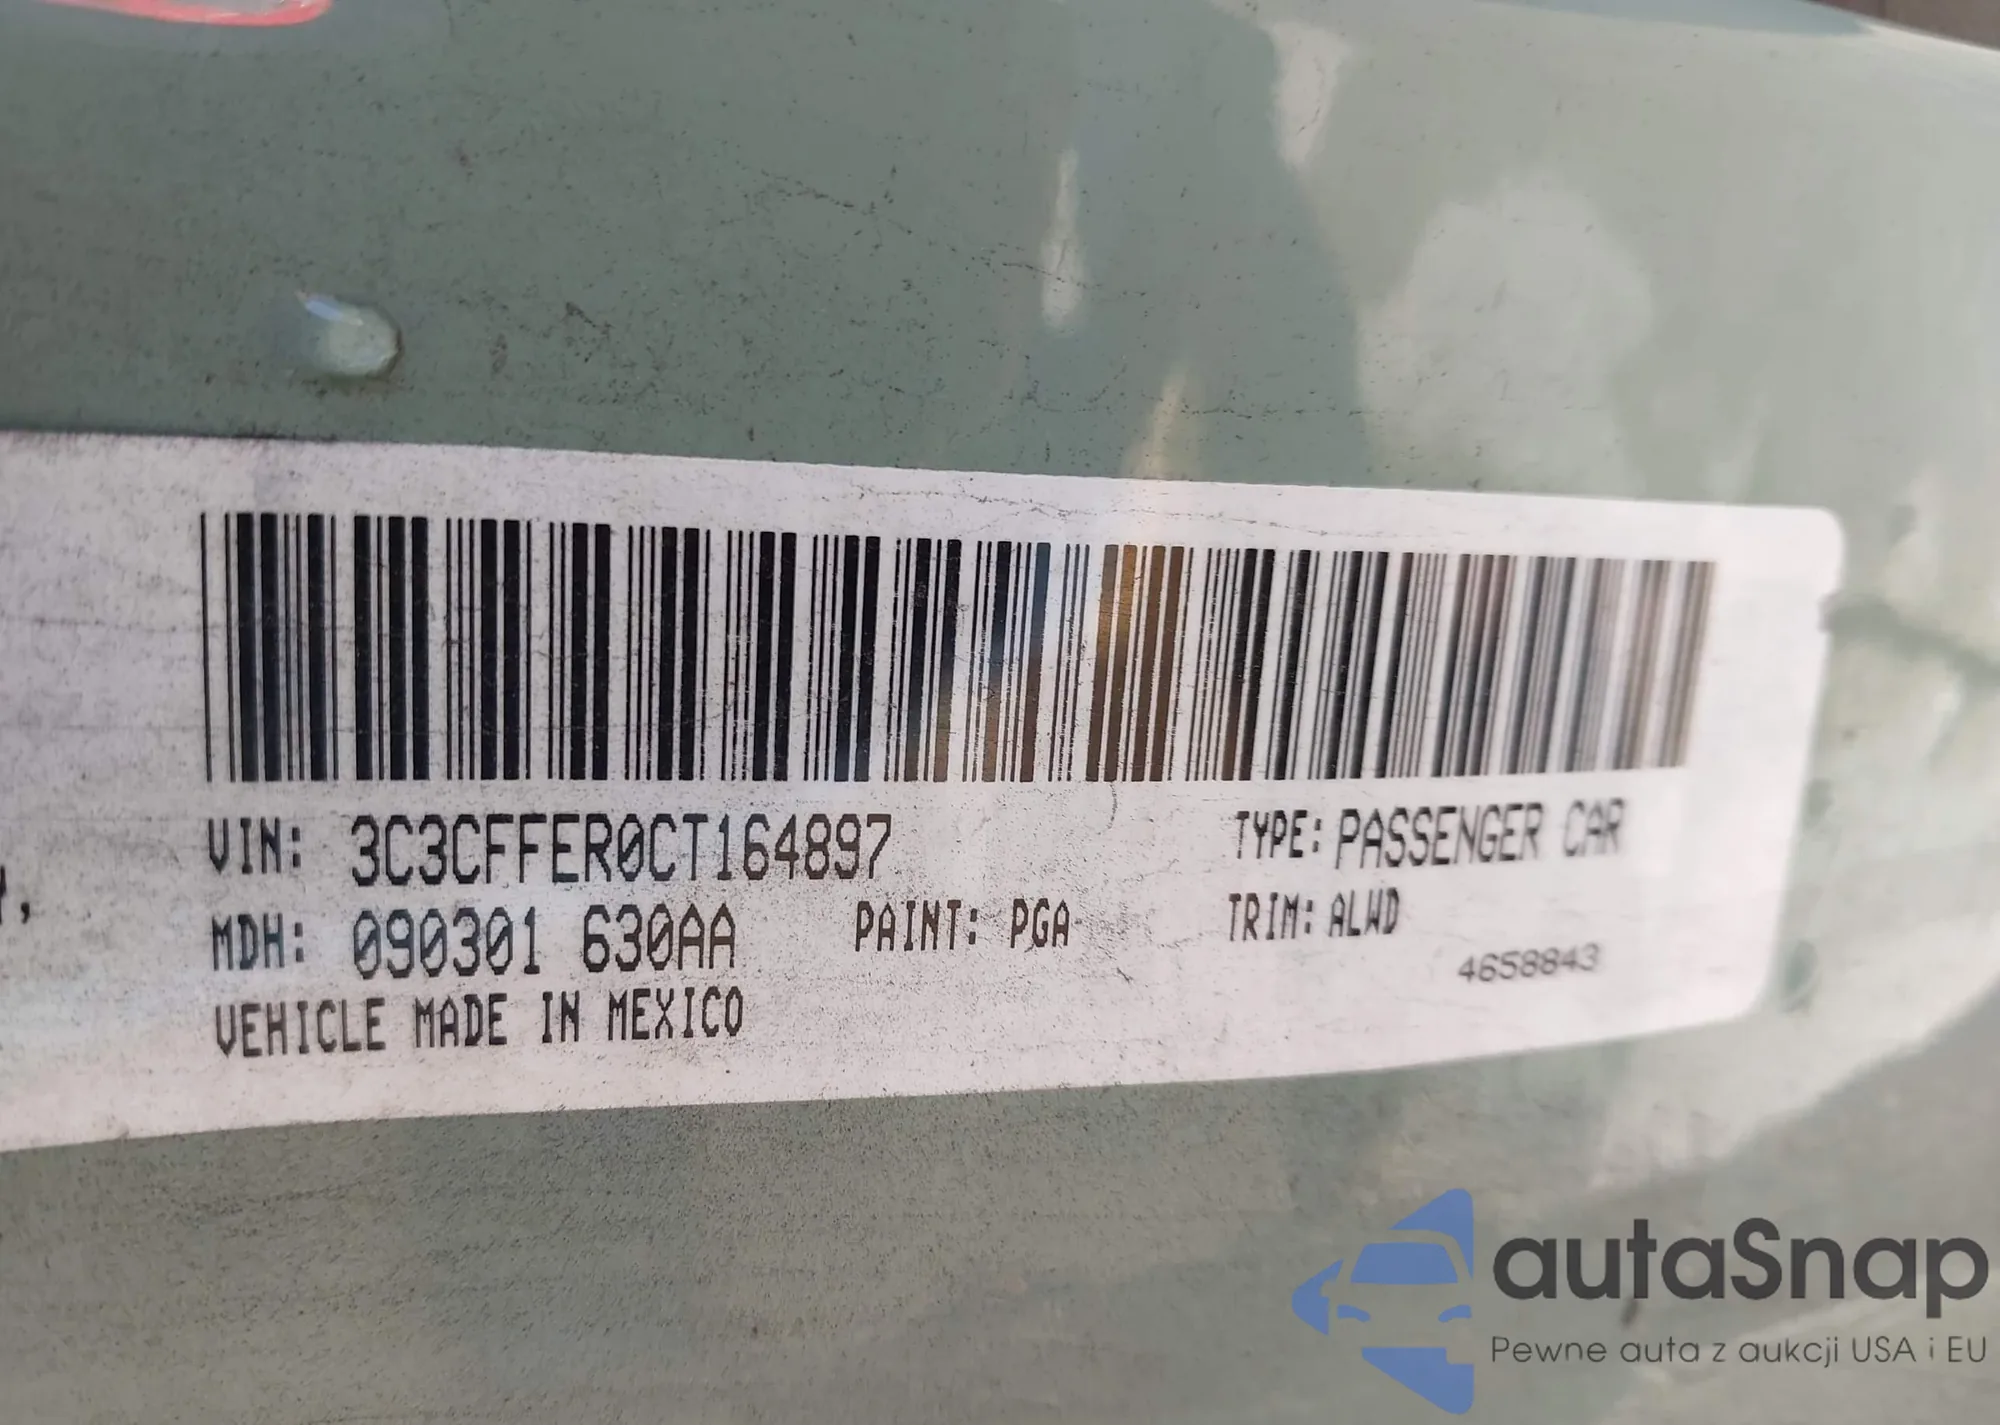 VIN: 3C3CFFER0CT164897 TYPE: PASSENGER CAR
MDH: 090301 630AA PAINT: PGA TRIM: ALWD
4658843
VEHICLE MADE IN MEXICO
autaSnap
Pewne auta z aukcji USA i EU